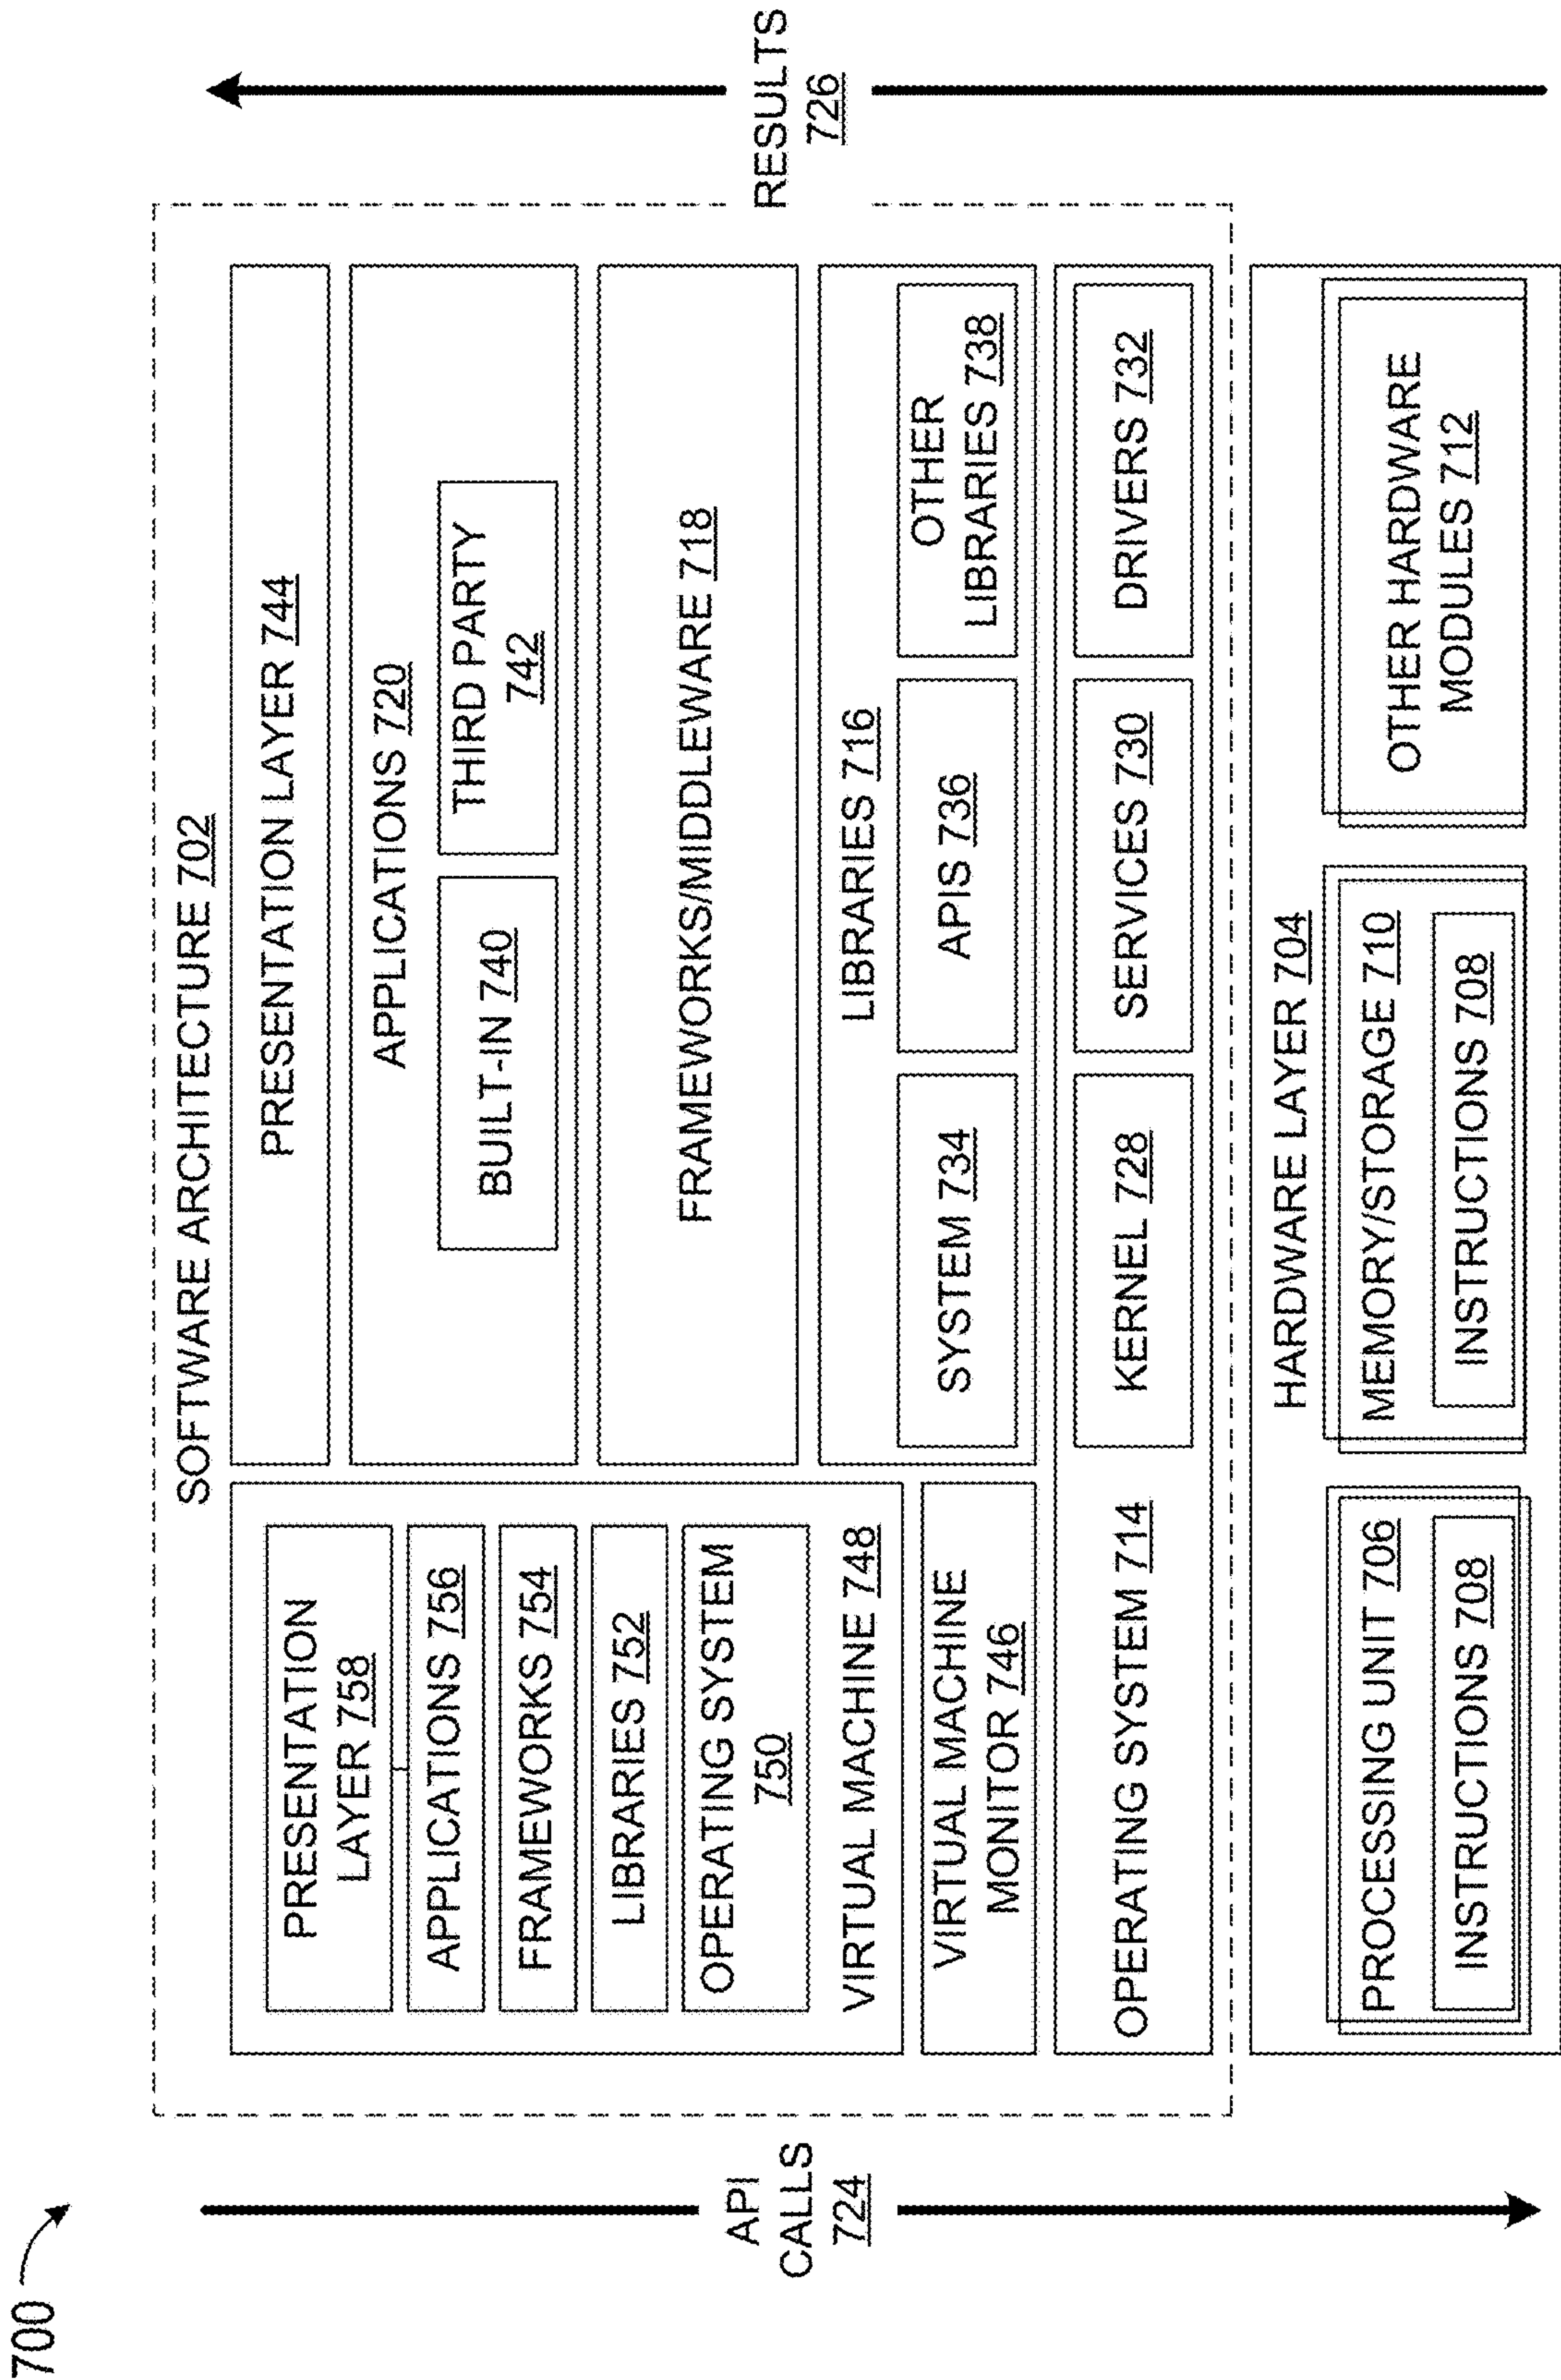 700
SOFTWARE ARCHITECTURE 702
PRESENTATION
LAYER 758
APPLICATIONS 756
FRAMEWORKS 754
LIBRARIES 752
OPERATING SYSTEM
750
VIRTUAL MACHINE 748
VIRTUAL MACHINE
MONITOR 746
PRESENTATION LAYER 744
APPLICATIONS 720
BUILT-IN 740
THIRD PARTY
742
FRAMEWORKS/MIDDLEWARE 718
LIBRARIES 716
SYSTEM 734
APIS 736
OTHER
LIBRARIES 738
OPERATING SYSTEM 714
KERNEL 728
SERVICES 730
DRIVERS 732
API
CALLS
724
RESULTS
726
HARDWARE LAYER 704
PROCESSING UNIT 706
INSTRUCTIONS 708
MEMORY/STORAGE 710
INSTRUCTIONS 708
OTHER HARDWARE
MODULES 712